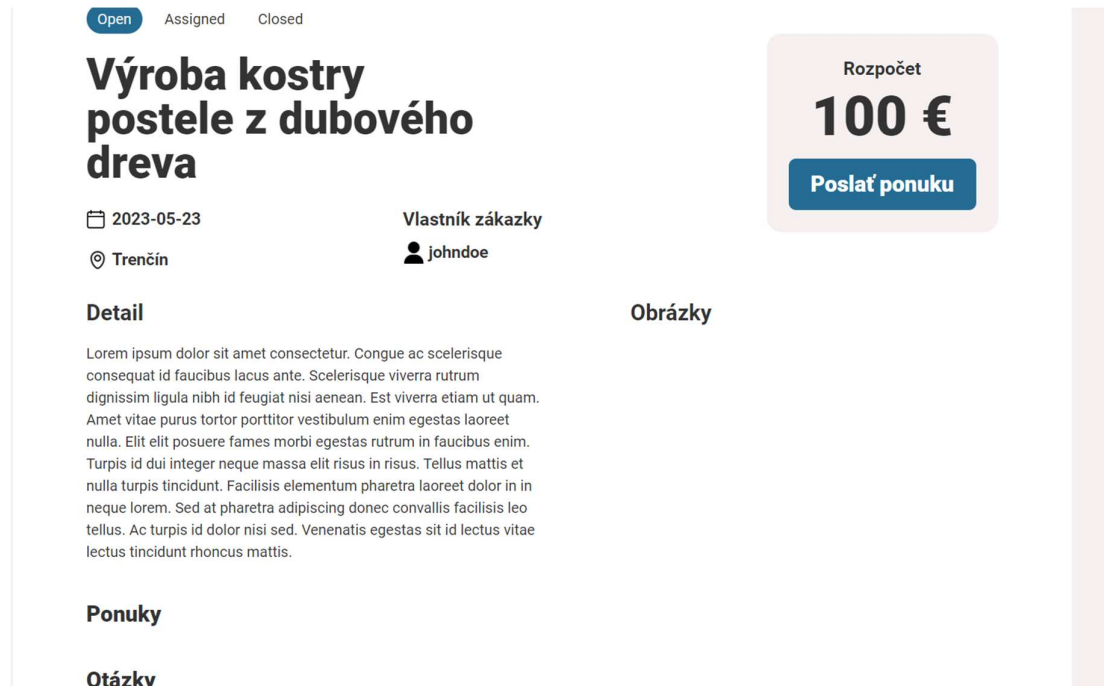 Open Assigned Closed
Výroba kostry
postele z dubového
dreva
Rozpočet
100 €
Poslať ponuku
2023-05-23
Trenčín
Vlastník zákazky
johndoe
Detail
Lorem ipsum dolor sit amet consectetur. Congue ac scelerisque
consequat id faucibus lacus ante. Scelerisque viverra rutrum
dignissim ligula nibh id feugiat nisi aenean. Est viverra etiam ut quam.
Amet vitae purus tortor porttitor vestibulum enim egestas laoreet
nulla. Elit elit posuere fames morbi egestas rutrum in faucibus enim.
Turpis id dui integer neque massa elit risus in risus. Tellus mattis et
nulla turpis tincidunt. Facilisis elementum pharetra laoreet dolor in in
neque lorem. Sed at pharetra adipiscing donec convallis facilisis leo
tellus. Ac turpis id dolor nisi sed. Venenatis egestas sit id lectus vitae
lectus tincidunt rhoncus mattis.
Obrázky
Ponuky
Otázky